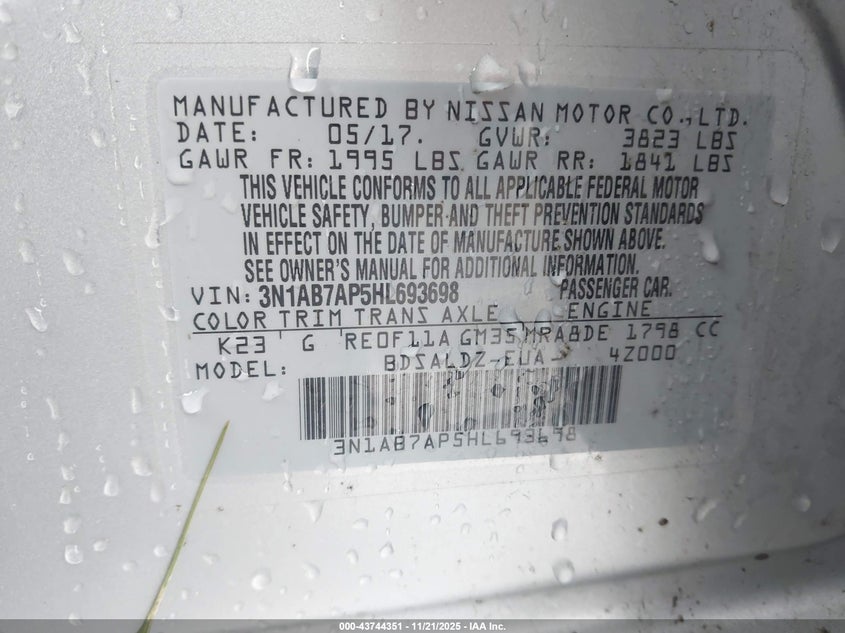 MANUFACTURED BY NISSAN MOTOR CO.,LTD.
DATE: 05/17. GVWR: 3823 LBS
GAWR FR: 1995 LBS GAWR RR: 1841 LBS
THIS VEHICLE CONFORMS TO ALL APPLICABLE FEDERAL MOTOR
VEHICLE SAFETY, BUMPER AND THEFT PREVENTION STANDARDS
IN EFFECT ON THE DATE OF MANUFACTURE SHOWN ABOVE.
SEE OWNER'S MANUAL FOR ADDITIONAL INFORMATION.
VIN: 3N1AB7AP5HL693698 PASSENGER CAR.
COLOR TRIM TRANS AXLE ENGINE
K23 G RE0F11A GM35 MRA8DE 1798 CC
MODEL: BDSALDZ-EUA- 4Z000
3N1AB7AP5HL693698
000-43744351 - 11/21/2025 - © IAA Inc.